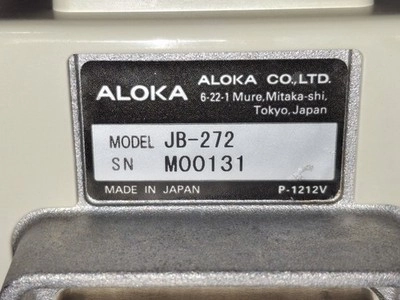 ALOKA ALOKA CO.,LTD.
6-22-1 Mure,Mitaka-shi,
Tokyo,Japan
MODEL JB-272
SN M00131
MADE IN JAPAN P-1212V